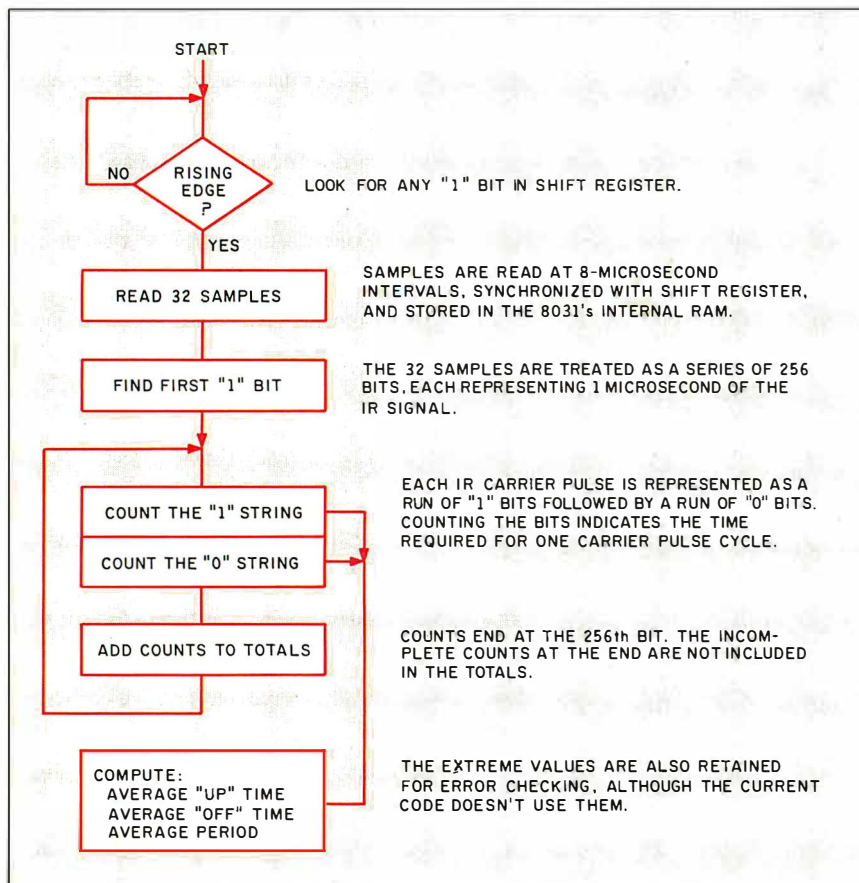 START
NO
RISING
EDGE
?
LOOK FOR ANY "1" BIT IN SHIFT REGISTER.
YES
READ 32 SAMPLES
SAMPLES ARE READ AT 8-MICROSECOND
INTERVALS, SYNCHRONIZED WITH SHIFT REGISTER,
AND STORED IN THE 8031's INTERNAL RAM.
FIND FIRST "1" BIT
THE 32 SAMPLES ARE TREATED AS A SERIES OF 256
BITS, EACH REPRESENTING 1 MICROSECOND OF THE
IR SIGNAL.
COUNT THE "1" STRING
COUNT THE "0" STRING
EACH IR CARRIER PULSE IS REPRESENTED AS A
RUN OF "1" BITS FOLLOWED BY A RUN OF "0" BITS.
COUNTING THE BITS INDICATES THE TIME
REQUIRED FOR ONE CARRIER PULSE CYCLE.
ADD COUNTS TO TOTALS
COUNTS END AT THE 256th BIT. THE INCOM-
PLETE COUNTS AT THE END ARE NOT INCLUDED
IN THE TOTALS.
COMPUTE:
AVERAGE "UP" TIME
AVERAGE "OFF" TIME
AVERAGE PERIOD
THE EXTREME VALUES ARE ALSO RETAINED
FOR ERROR CHECKING, ALTHOUGH THE CURRENT
CODE DOESN'T USE THEM.